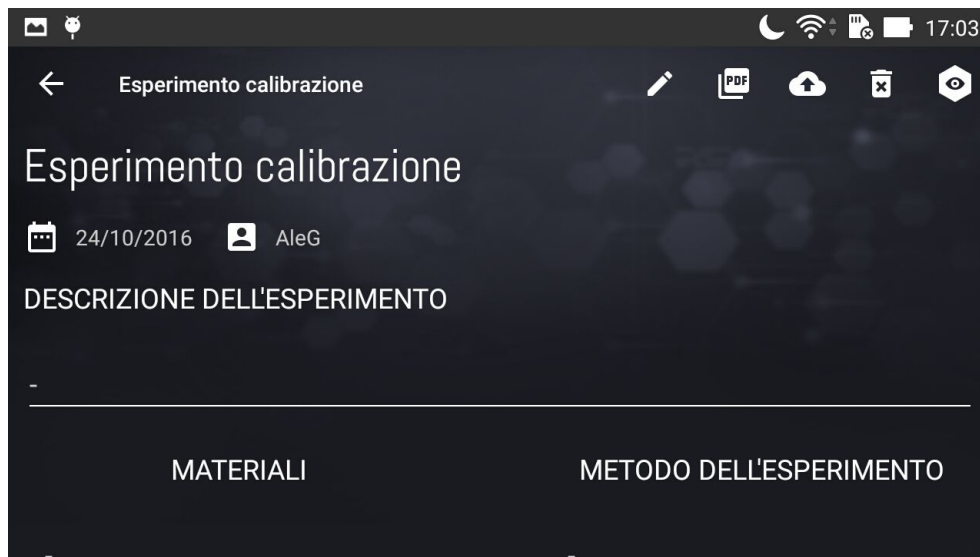 17:03
Esperimento calibrazione
PDF
Esperimento calibrazione
24/10/2016 AleG
DESCRIZIONE DELL'ESPERIMENTO
-
MATERIALI METODO DELL'ESPERIMENTO